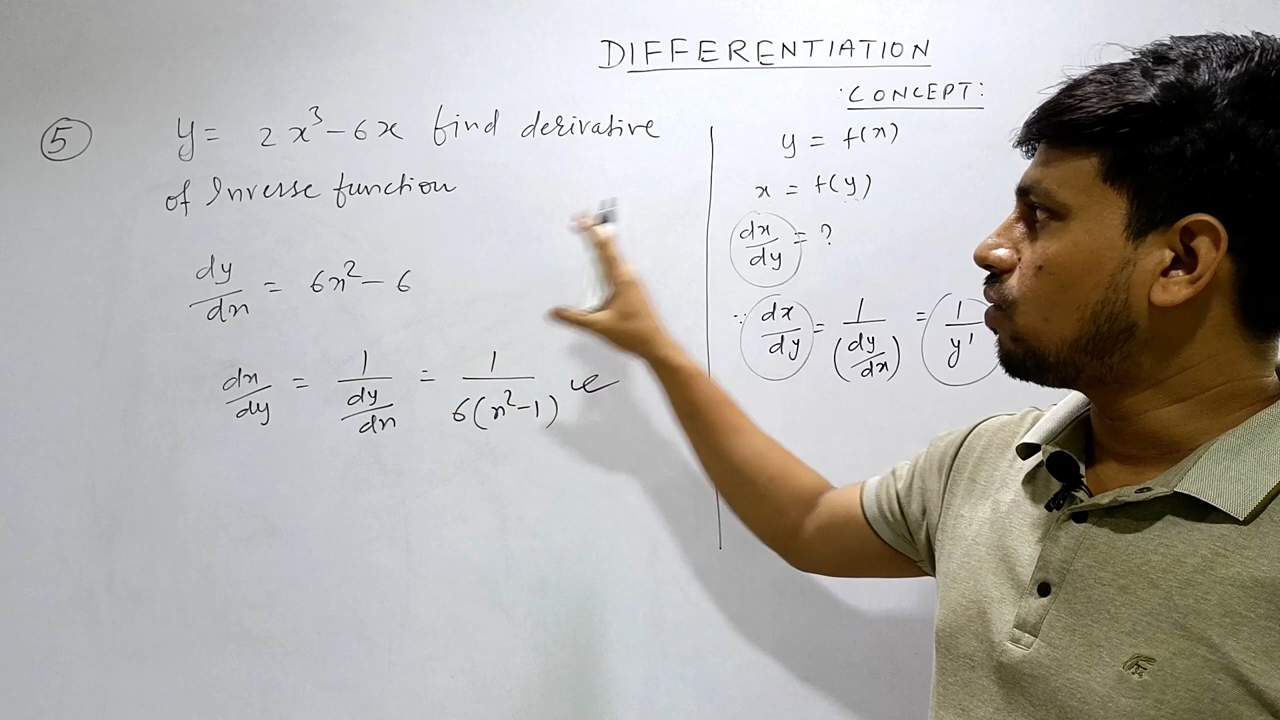 DIFFERENTIATION
CONCEPT:
⑤ y = 2x³-6x find derivative
of Inverse function
dy/dx = 6x²-6
dx/dy = 1/(dy/dx) = 1/6(x²-1)
y = f(x)
x = f(y)
dx/dy = ?
∵ dx/dy = 1/(dy/dx) = 1/y'